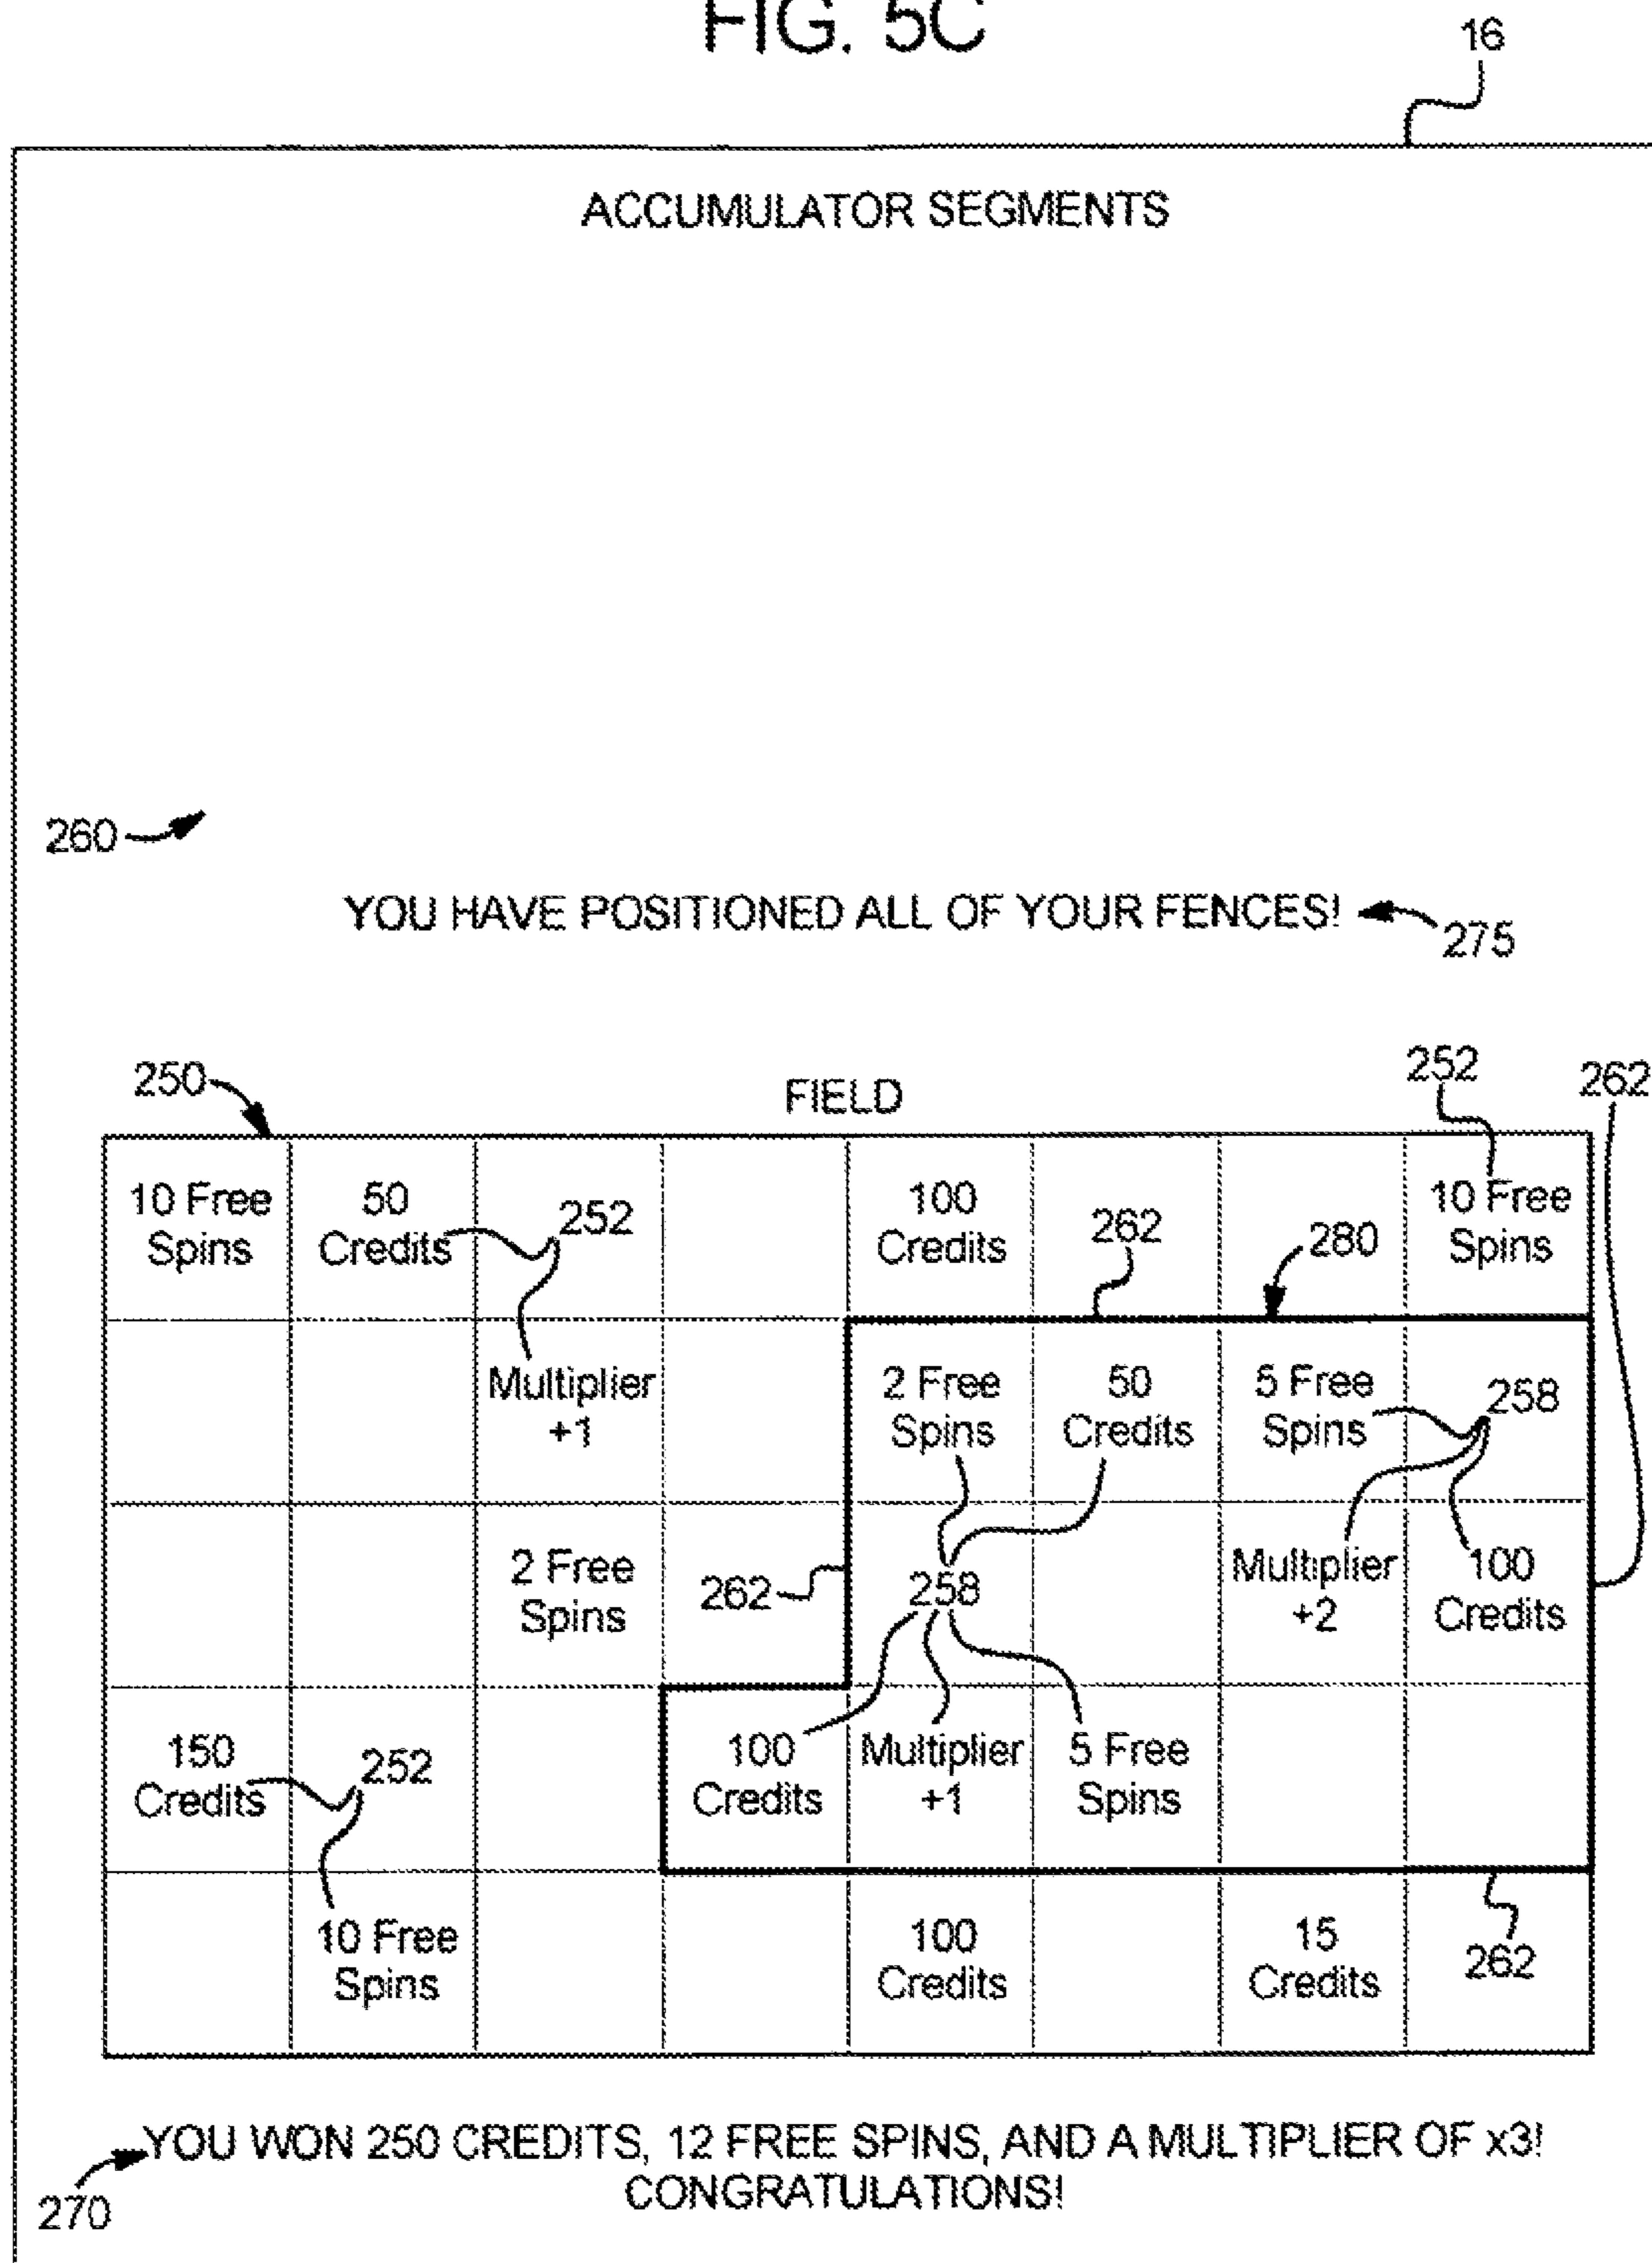 FIG. 5C
16
ACCUMULATOR SEGMENTS
260
YOU HAVE POSITIONED ALL OF YOUR FENCES!
275
250
FIELD
252
262
10 Free
Spins
50
Credits
252
100
Credits
262
280
10 Free
Spins
Multiplier
+1
2 Free
Spins
50
Credits
5 Free
Spins
258
2 Free
Spins
262
258
Multiplier
+2
100
Credits
150
Credits
252
100
Credits
Multiplier
+1
5 Free
Spins
10 Free
Spins
100
Credits
15
Credits
262
YOU WON 250 CREDITS, 12 FREE SPINS, AND A MULTIPLIER OF x3!
CONGRATULATIONS!
270